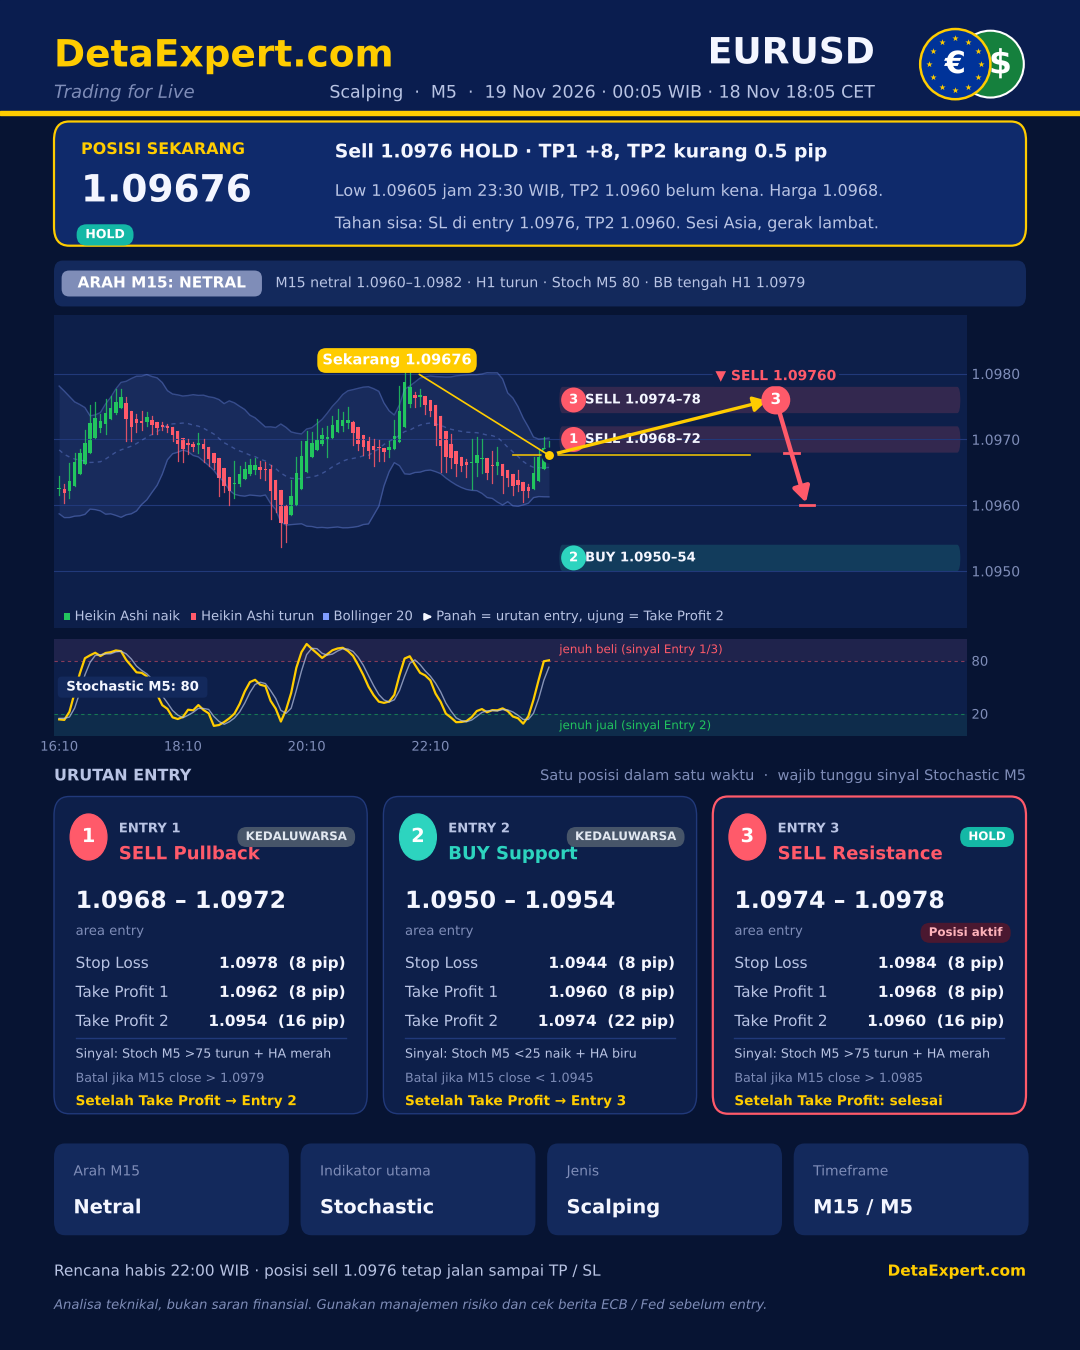 DetaExpert.com
Trading for Live
EURUSD
Scalping · M5 · 19 Nov 2026 · 00:05 WIB · 18 Nov 18:05 CET
€ $
POSISI SEKARANG
1.09676
HOLD
Sell 1.0976 HOLD · TP1 +8, TP2 kurang 0.5 pip
Low 1.09605 jam 23:30 WIB, TP2 1.0960 belum kena. Harga 1.0968.
Tahan sisa: SL di entry 1.0976, TP2 1.0960. Sesi Asia, gerak lambat.
ARAH M15: NETRAL
M15 netral 1.0960–1.0982 · H1 turun · Stoch M5 80 · BB tengah H1 1.0979
Sekarang 1.09676
▼ SELL 1.09760
1.0980
3 SELL 1.0974–78
3
1 SELL 1.0968–72
1.0970
1.0960
2 BUY 1.0950–54
1.0950
Heikin Ashi naik
Heikin Ashi turun
Bollinger 20
Panah = urutan entry, ujung = Take Profit 2
jenuh beli (sinyal Entry 1/3)
80
Stochastic M5: 80
20
jenuh jual (sinyal Entry 2)
16:10 18:10 20:10 22:10
URUTAN ENTRY
Satu posisi dalam satu waktu · wajib tunggu sinyal Stochastic M5
1
ENTRY 1
KEDALUWARSA
SELL Pullback
1.0968 – 1.0972
area entry
Stop Loss 1.0978 (8 pip)
Take Profit 1 1.0962 (8 pip)
Take Profit 2 1.0954 (16 pip)
Sinyal: Stoch M5 >75 turun + HA merah
Batal jika M15 close > 1.0979
Setelah Take Profit → Entry 2
2
ENTRY 2
KEDALUWARSA
BUY Support
1.0950 – 1.0954
area entry
Stop Loss 1.0944 (8 pip)
Take Profit 1 1.0960 (8 pip)
Take Profit 2 1.0974 (22 pip)
Sinyal: Stoch M5 <25 naik + HA biru
Batal jika M15 close < 1.0945
Setelah Take Profit → Entry 3
3
ENTRY 3
HOLD
SELL Resistance
1.0974 – 1.0978
area entry
Posisi aktif
Stop Loss 1.0984 (8 pip)
Take Profit 1 1.0968 (8 pip)
Take Profit 2 1.0960 (16 pip)
Sinyal: Stoch M5 >75 turun + HA merah
Batal jika M15 close > 1.0985
Setelah Take Profit: selesai
Arah M15
Netral
Indikator utama
Stochastic
Jenis
Scalping
Timeframe
M15 / M5
Rencana habis 22:00 WIB · posisi sell 1.0976 tetap jalan sampai TP / SL
DetaExpert.com
Analisa teknikal, bukan saran finansial. Gunakan manajemen risiko dan cek berita ECB / Fed sebelum entry.